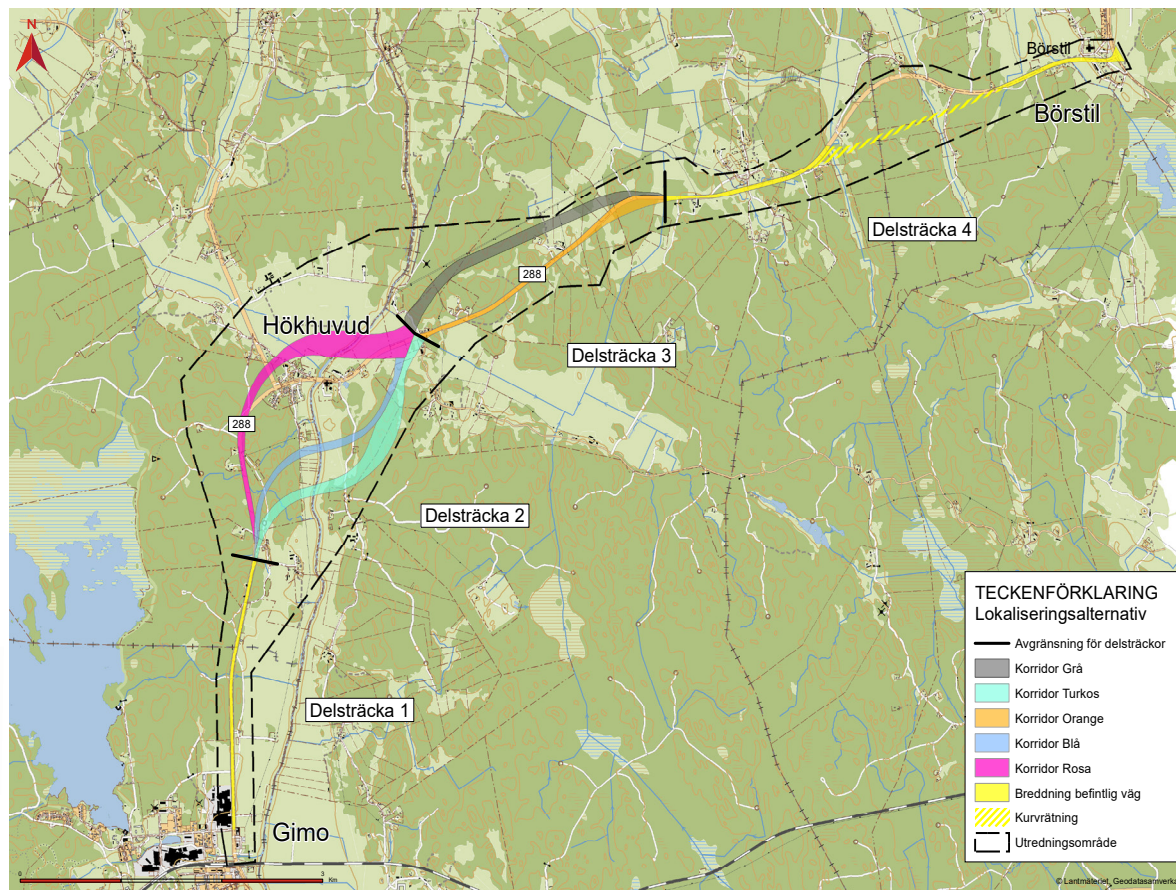 N
Börstil
Börstil
Delsträcka 4
288
Hökhuvud
Delsträcka 3
288
Delsträcka 2
Delsträcka 1
Gimo
0
3
Km
TECKENFÖRKLARING
Lokaliseringsalternativ
Avgränsning för delsträckor
Korridor Grå
Korridor Turkos
Korridor Orange
Korridor Blå
Korridor Rosa
Breddning befintlig väg
Kurvrätning
Utredningsområde
© Lantmäteriet, Geodatasamverk